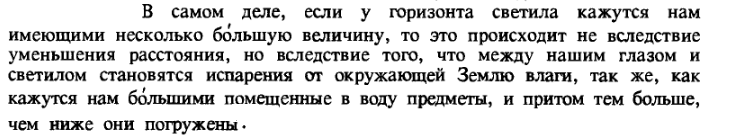 В самом деле, если у горизонта светила кажутся нам
имеющими несколько бо́льшую величину, то это происходит не вследствие
уменьшения расстояния, но вследствие того, что между нашим глазом и
светилом становятся испарения от окружающей Землю влаги, так же, как
кажутся нам бо́льшими помещенные в воду предметы, и притом тем больше,
чем ниже они погружены.